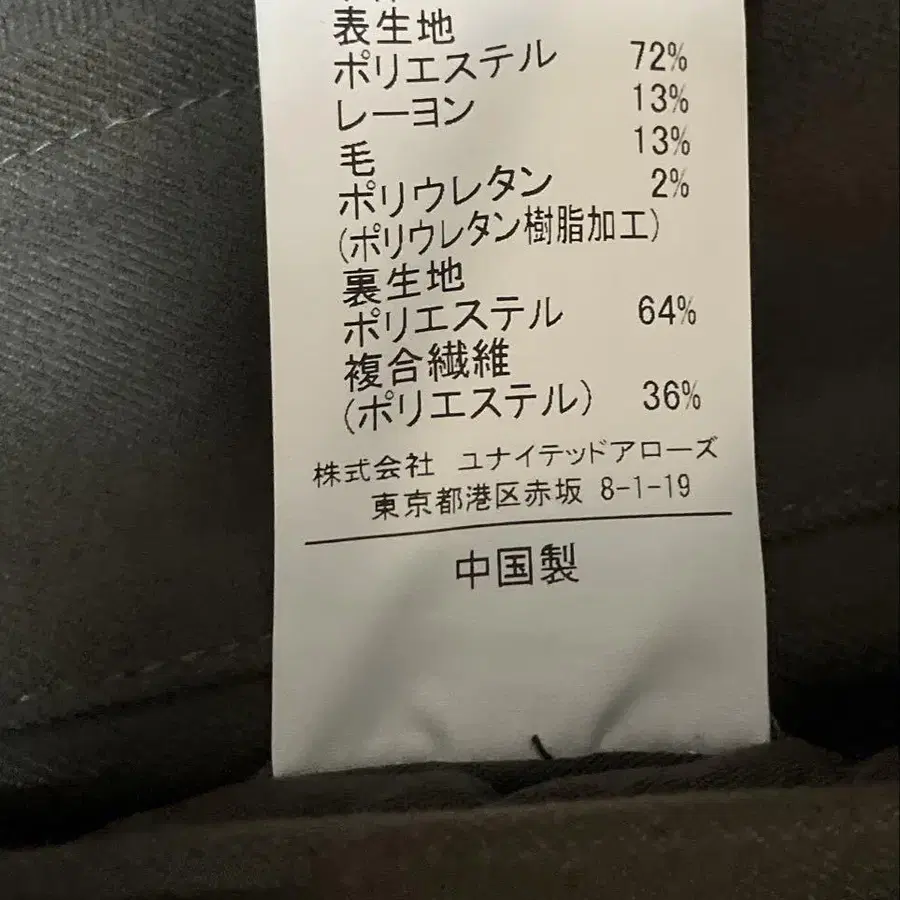 表生地
ポリエステル 72%
レーヨン 13%
毛 13%
ポリウレタン 2%
(ポリウレタン樹脂加工)
裏生地
ポリエステル 64%
複合繊維
(ポリエステル) 36%
株式会社 ユナイテッドアローズ
東京都港区赤坂 8-1-19
中国製